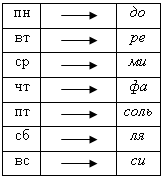 пн до
вт ре
ср ми
чт фа
пт соль
сб ля
вс си